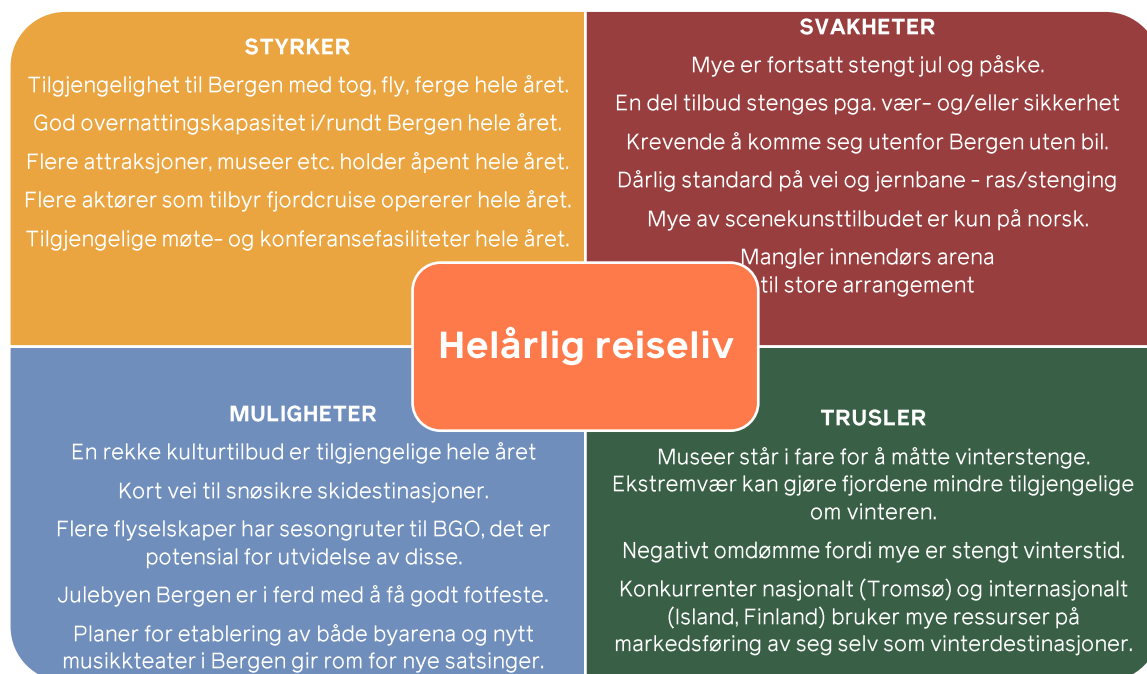 STYRKER
Tilgjengelighet til Bergen med tog, fly, ferge hele året.
God overnattingskapasitet i/rundt Bergen hele året.
Flere attraksjoner, museer etc. holder åpent hele året.
Flere aktører som tilbyr fjordcruise opererer hele året.
Tilgjengelige møte- og konferansefasiliteter hele året.
SVAKHETER
Mye er fortsatt stengt jul og påske.
En del tilbud stenges pga. vær- og/eller sikkerhet
Krevende å komme seg utenfor Bergen uten bil.
Dårlig standard på vei og jernbane - ras/stenging
Mye av scenekunsttilbudet er kun på norsk.
Mangler innendørs arena
til store arrangement
Helårlig reiseliv
MULIGHETER
En rekke kulturtilbud er tilgjengelige hele året
Kort vei til snøsikre skidestinasjoner.
Flere flyselskaper har sesongruter til BGO, det er
potensial for utvidelse av disse.
Julebyen Bergen er i ferd med å få godt fotfeste.
Planer for etablering av både byarena og nytt
musikkteater i Bergen gir rom for nye satsinger.
TRUSLER
Museer står i fare for å måtte vinterstenge.
Ekstremvær kan gjøre fjordene mindre tilgjengelige
om vinteren.
Negativt omdømme fordi mye er stengt vinterstid.
Konkurrenter nasjonalt (Tromsø) og internasjonalt
(Island, Finland) bruker mye ressurser på
markedsføring av seg selv som vinterdestinasjoner.